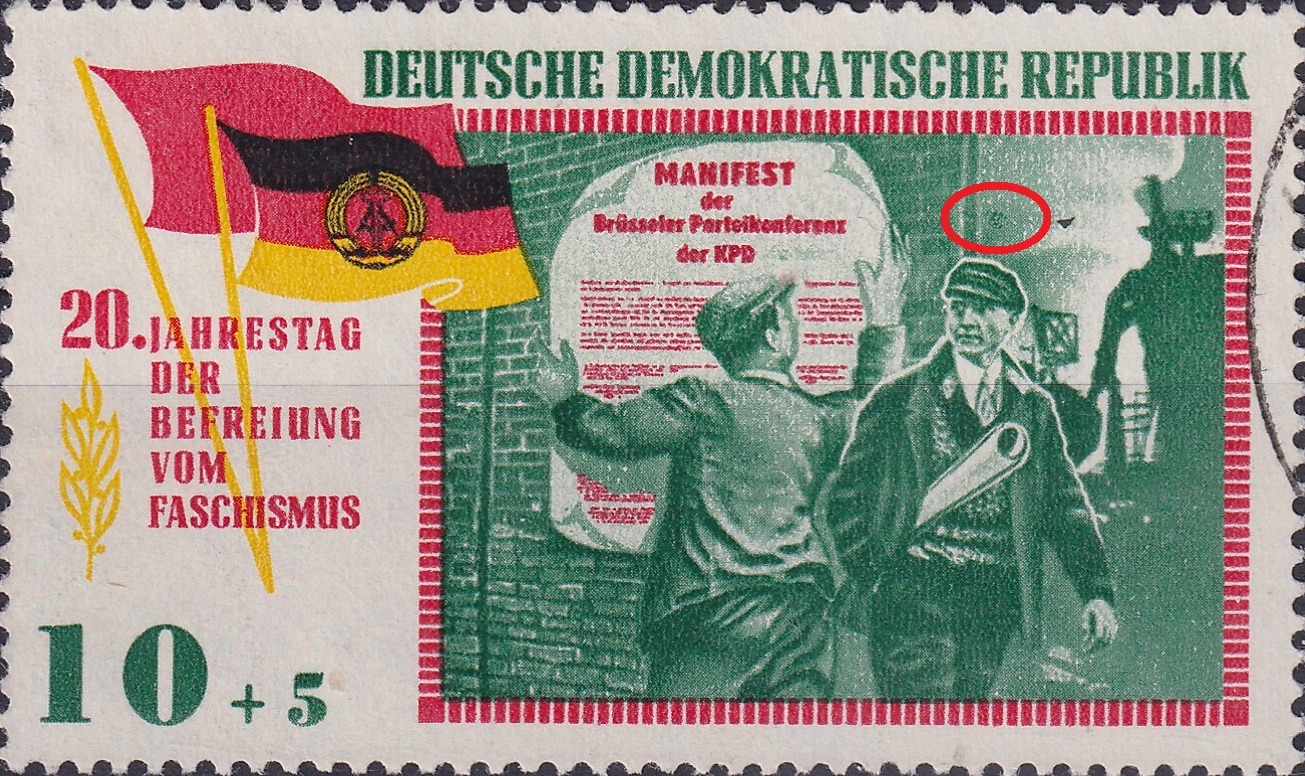 DEUTSCHE DEMOKRATISCHE REPUBLIK
MANIFEST
der
Brüsseler Parteikonferenz
der KPD
20. JAHRESTAG
DER
BEFREIUNG
VOM
FASCHISMUS
10 + 5